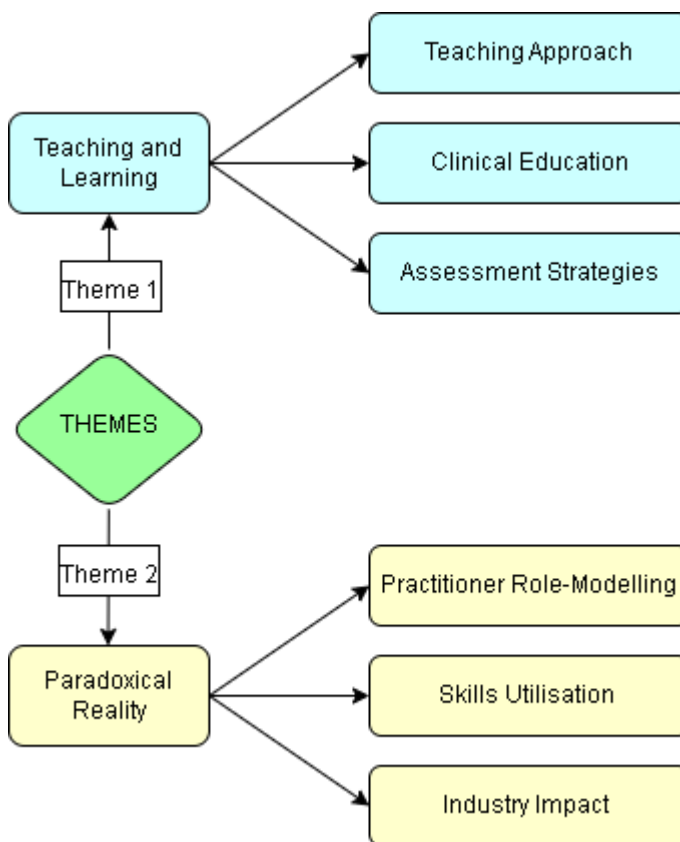 Teaching Approach
Teaching and
Learning
Clinical Education
Assessment Strategies
Theme 1
THEMES
Theme 2
Practitioner Role-Modelling
Paradoxical
Reality
Skills Utilisation
Industry Impact